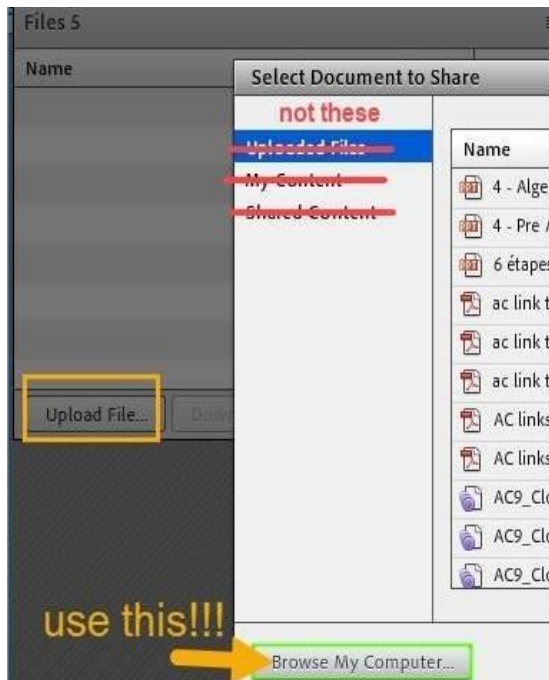 Files 5
Name
Select Document to Share
not these
Uploaded Files
My Content
Shared Content
Name
4 - Alge
4 - Pre
6 étapes
ac link t
ac link t
ac link t
AC links
AC links
AC9_Clo
AC9_Clo
AC9_Clo
Upload File...
Down
use this!!!
Browse My Computer...